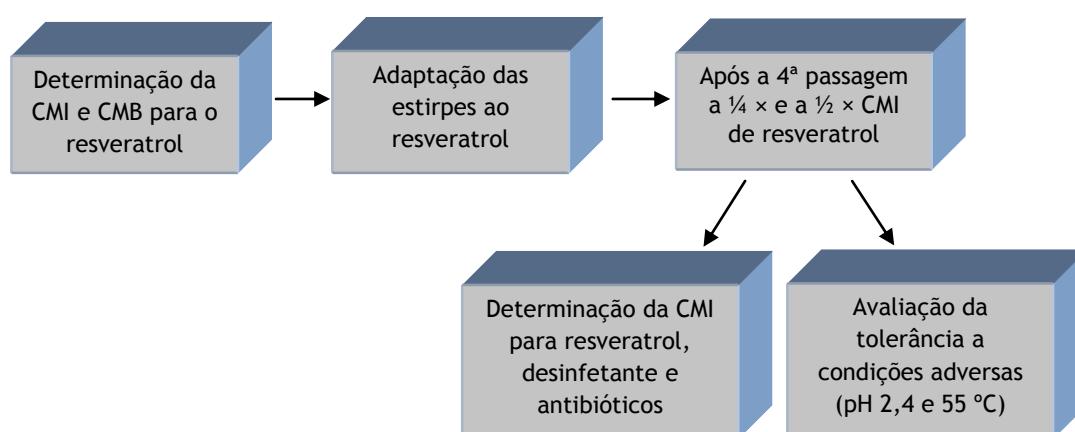 Determinação da
CMI e CMB para o
resveratrol
Adaptação das
estirpes ao
resveratrol
Após a 4ª passagem
a ¼ × e a ½ × CMI
de resveratrol
Determinação da CMI
para resveratrol,
desinfetante e
antibióticos
Avaliação da
tolerância a
condições adversas
(pH 2,4 e 55 ºC)